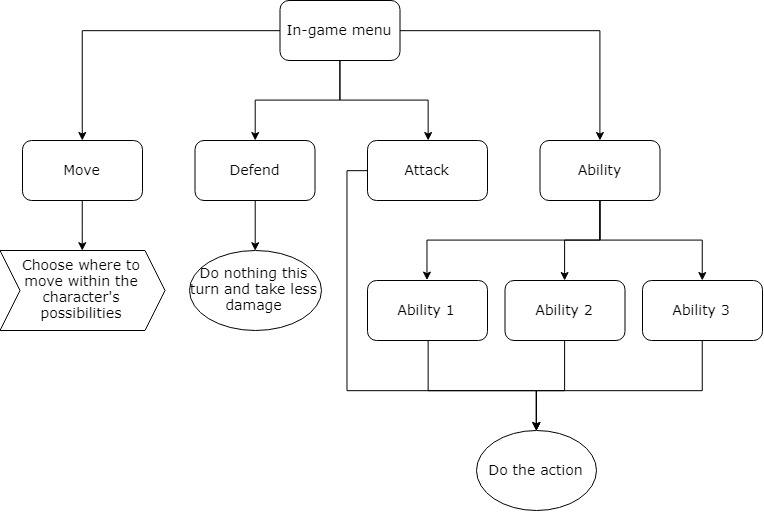 In-game menu
Move
Defend
Attack
Ability
Choose where to
move within the
character's
possibilities
Do nothing this
turn and take less
damage
Ability 1
Ability 2
Ability 3
Do the action